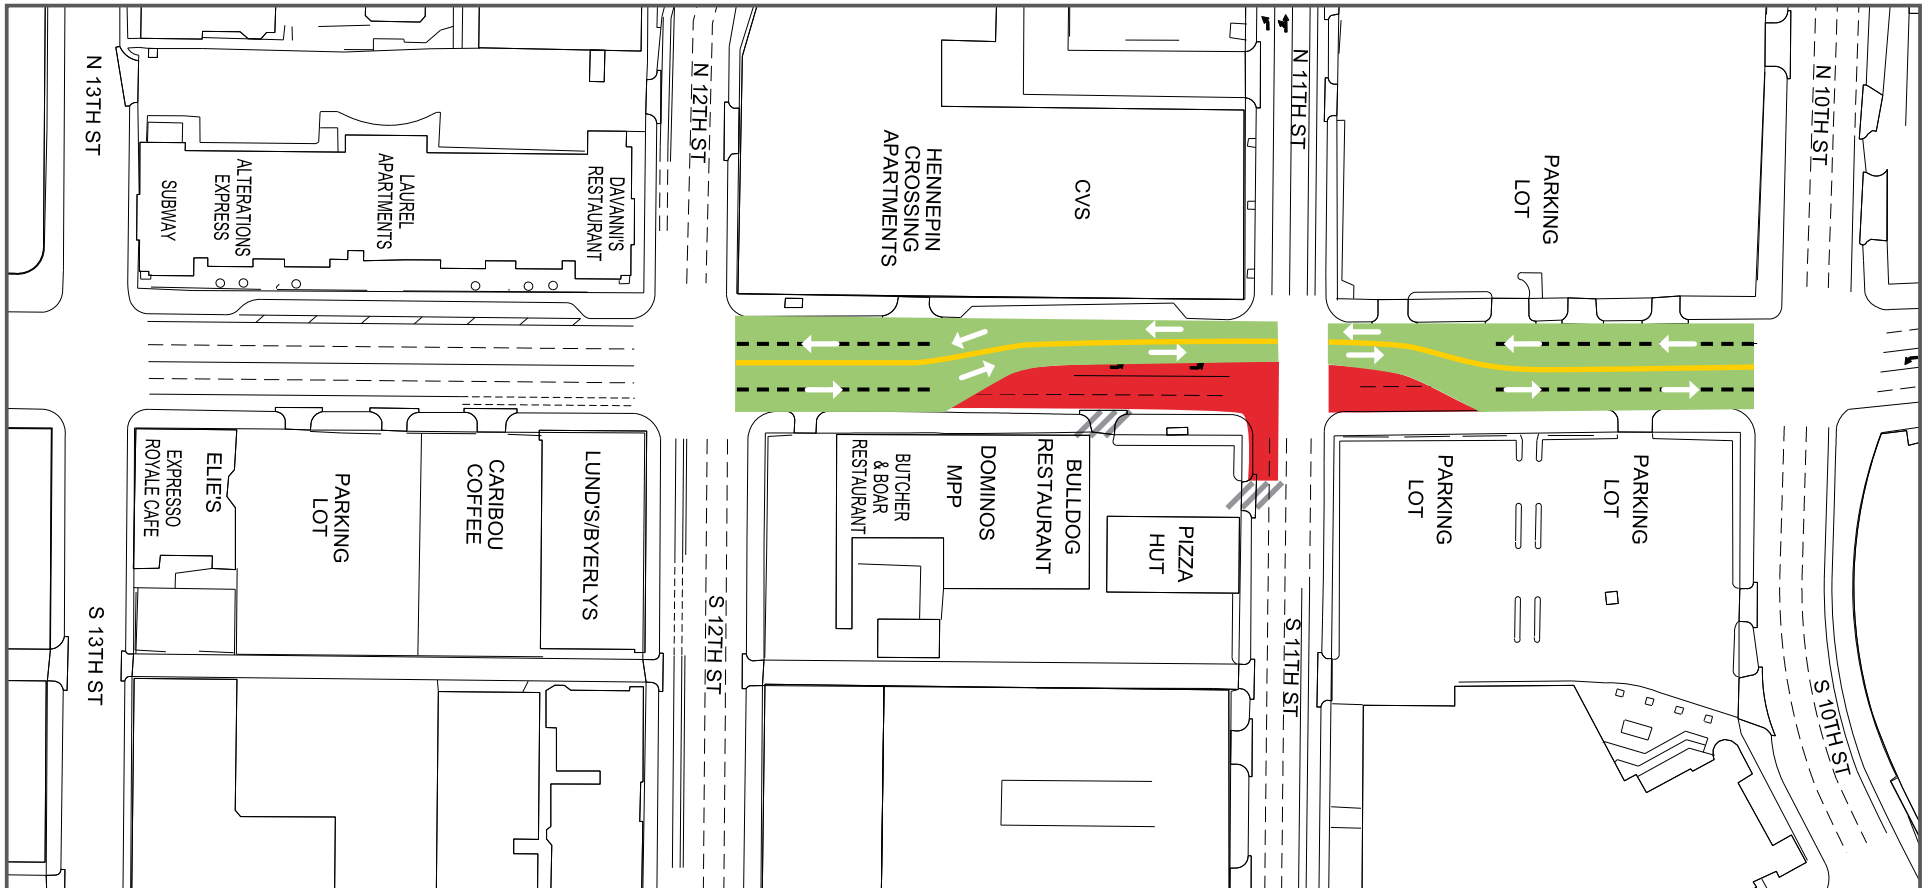 N 13TH ST
N 12TH ST
N 11TH ST
N 10TH ST
SUBWAY
ALTERATIONS
EXPRESS
LAUREL
APARTMENTS
DAVANNI'S
RESTAURANT
HENNEPIN
CROSSING
APARTMENTS
CVS
PARKING
LOT
ELIE'S
EXPRESSO
ROYALE CAFE
PARKING
LOT
CARIBOU
COFFEE
LUND'S/BYERLYS
BUTCHER
& BOAR
RESTAURANT
DOMINOS
MPP
BULLDOG
RESTAURANT
PIZZA
HUT
PARKING
LOT
PARKING
LOT
S 13TH ST
S 12TH ST
S 11TH ST
S 10TH ST